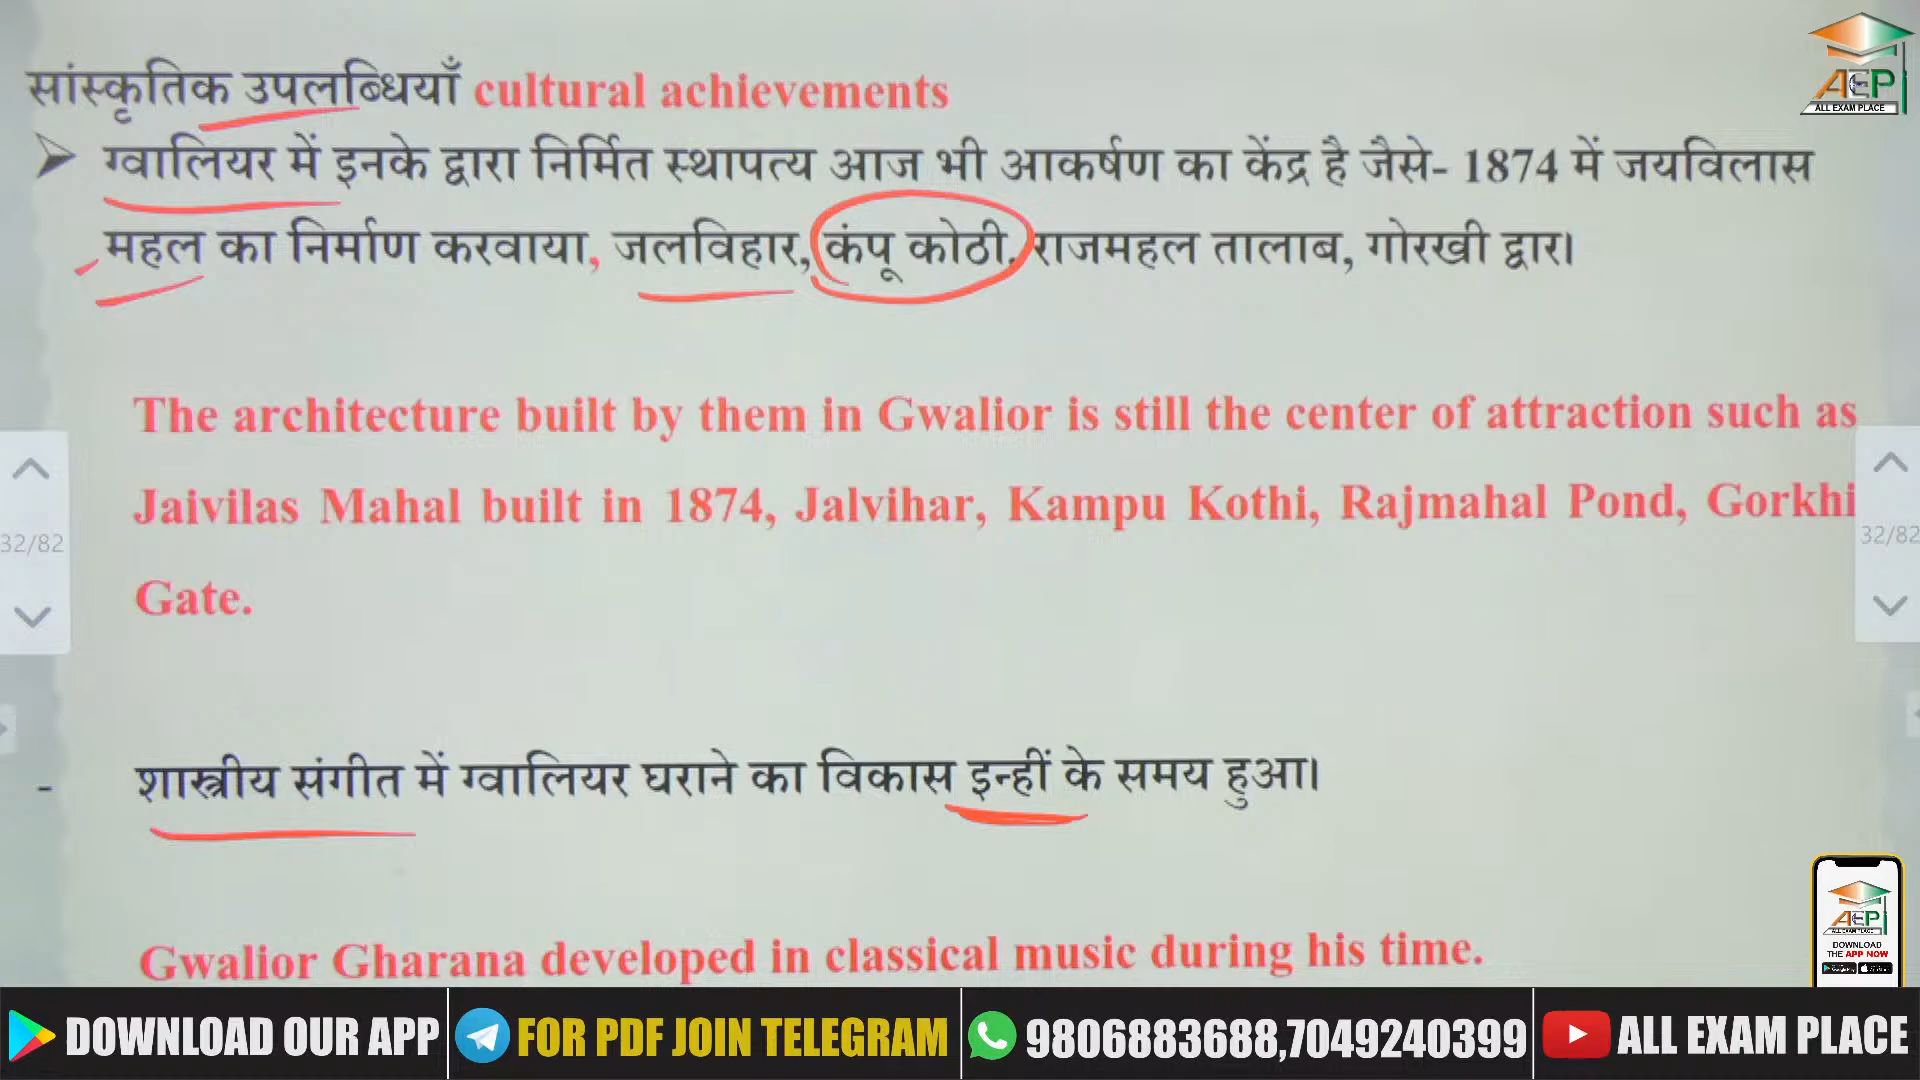 सांस्कृतिक उपलब्धियाँ cultural achievements
AEP
ALL EXAM PLACE
ग्वालियर में इनके द्वारा निर्मित स्थापत्य आज भी आकर्षण का केंद्र है जैसे- 1874 में जयविलास
महल का निर्माण करवाया, जलविहार, कंपू कोठी, राजमहल तालाब, गोरखी द्वार।
The architecture built by them in Gwalior is still the center of attraction such as
Jaivilas Mahal built in 1874, Jalvihar, Kampu Kothi, Rajmahal Pond, Gorkhi
32/82
32/82
Gate.
- शास्त्रीय संगीत में ग्वालियर घराने का विकास इन्हीं के समय हुआ।
Gwalior Gharana developed in classical music during his time.
AEP
ALL EXAM PLACE
DOWNLOAD
THE APP NOW
DOWNLOAD OUR APP
FOR PDF JOIN TELEGRAM
9806883688,7049240399
ALL EXAM PLACE